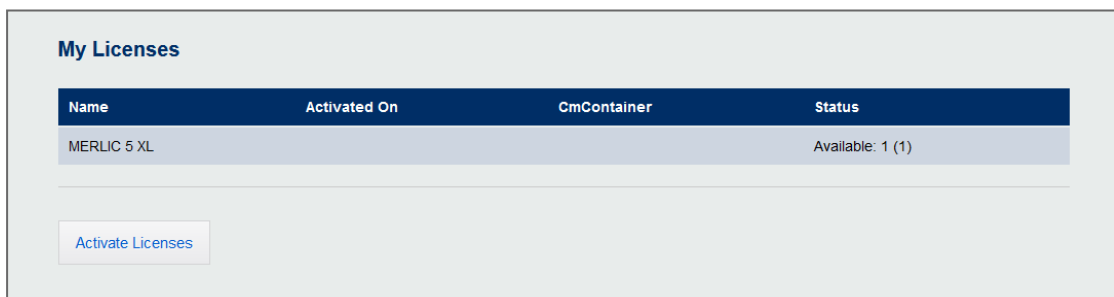 My Licenses
Name Activated On CmContainer Status
MERLIC 5 XL Available: 1 (1)
Activate Licenses